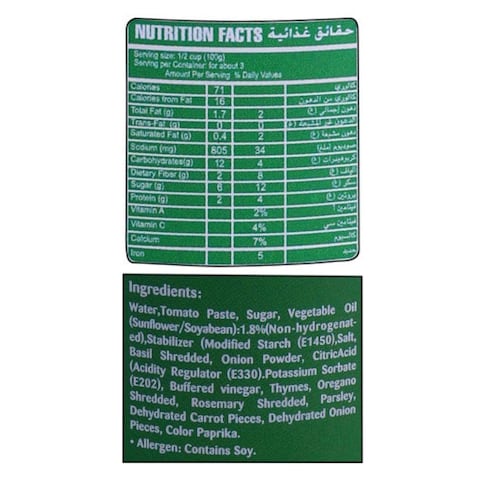 NUTRITION FACTS حقائق غذائية
Serving size: 1/2 cup (100g)
Serving per Container: for about 3
Amount Per Serving % Daily Values
Calories 71 كالوري
Calories from Fat 16 كالوري من الدهون
Total Fat (g) 1.7 2 دهون إجمالي (غ)
Trans-Fat (g) 0 0
Saturated Fat (g) 0.4 2 دهون مشبعة (غ)
Sodium (mg) 805 34 صوديوم (ملغ)
Carbohydrates(g) 12 4 كربوهيدرات (غ)
Dietary Fiber (g) 2 8 ألياف (غ)
Sugar (g) 6 12 سكر (غ)
Protein (g) 2 4 بروتين (غ)
Vitamin A 2% فيتامين أ
Vitamin C 4% فيتامين سي
Calcium 7% كالسيوم
Iron 5 حديد
Ingredients:
Water,Tomato Paste, Sugar, Vegetable Oil
(Sunflower/Soyabean):1.8%(Non-hydrogenat-
ed),Stabilizer (Modified Starch (E1450),Salt,
Basil Shredded, Onion Powder, CitricAcid
(Acidity Regulator (E330).Potassium Sorbate
(E202), Buffered vinegar, Thymes, Oregano
Shredded, Rosemary Shredded, Parsley,
Dehydrated Carrot Pieces, Dehydrated Onion
Pieces, Color Paprika.
• Allergen: Contains Soy.